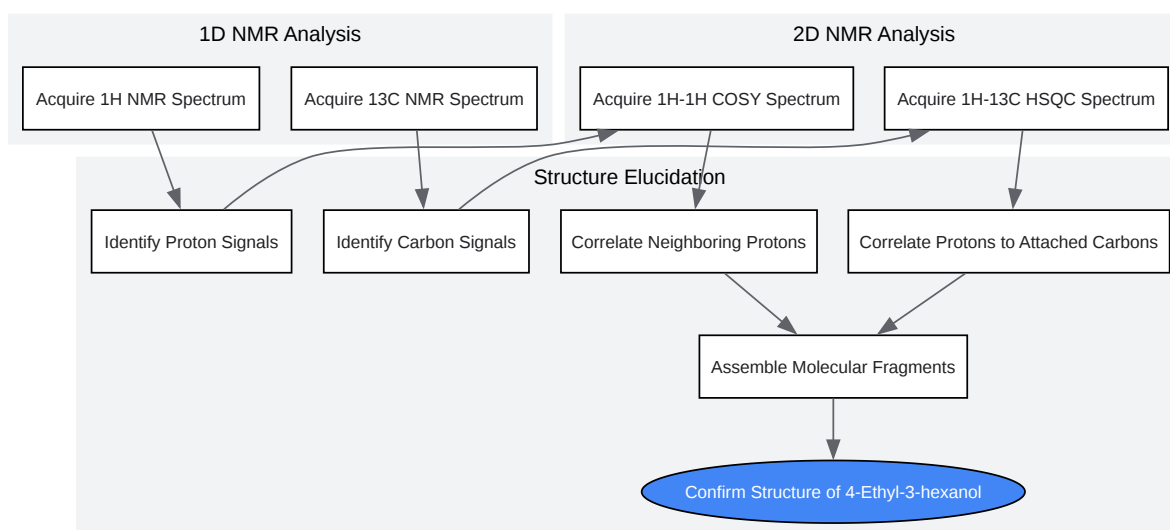 1D NMR Analysis
2D NMR Analysis
Acquire 1H NMR Spectrum
Acquire 13C NMR Spectrum
Acquire 1H-1H COSY Spectrum
Acquire 1H-13C HSQC Spectrum
Structure Elucidation
Identify Proton Signals
Identify Carbon Signals
Correlate Neighboring Protons
Correlate Protons to Attached Carbons
Assemble Molecular Fragments
Confirm Structure of 4-Ethyl-3-hexanol